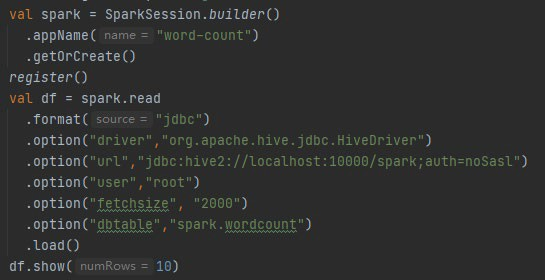 val spark = SparkSession.builder()
.appName( name = "word-count")
.getOrCreate()
register()
val df = spark.read
.format( source = "jdbc")
.option("driver","org.apache.hive.jdbc.HiveDriver")
.option("url","jdbc:hive2://localhost:10000/spark;auth=noSasl")
.option("user","root")
.option("fetchsize", "2000")
.option("dbtable","spark.wordcount")
.load()
df.show( numRows = 10)